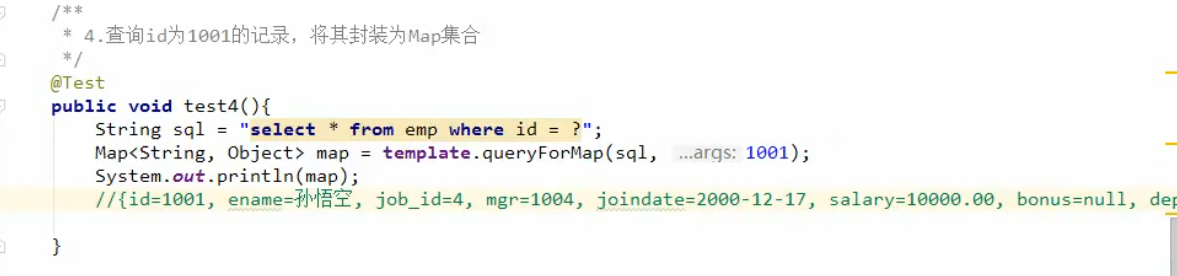 /**
 * 4.查询id为1001的记录，将其封装为Map集合
 */
@Test
public void test4(){
    String sql = "select * from emp where id = ?";
    Map<String, Object> map = template.queryForMap(sql, ...args: 1001);
    System.out.println(map);
    //{id=1001, ename=孙悟空, job_id=4, mgr=1004, joindate=2000-12-17, salary=10000.00, bonus=null, dep
}